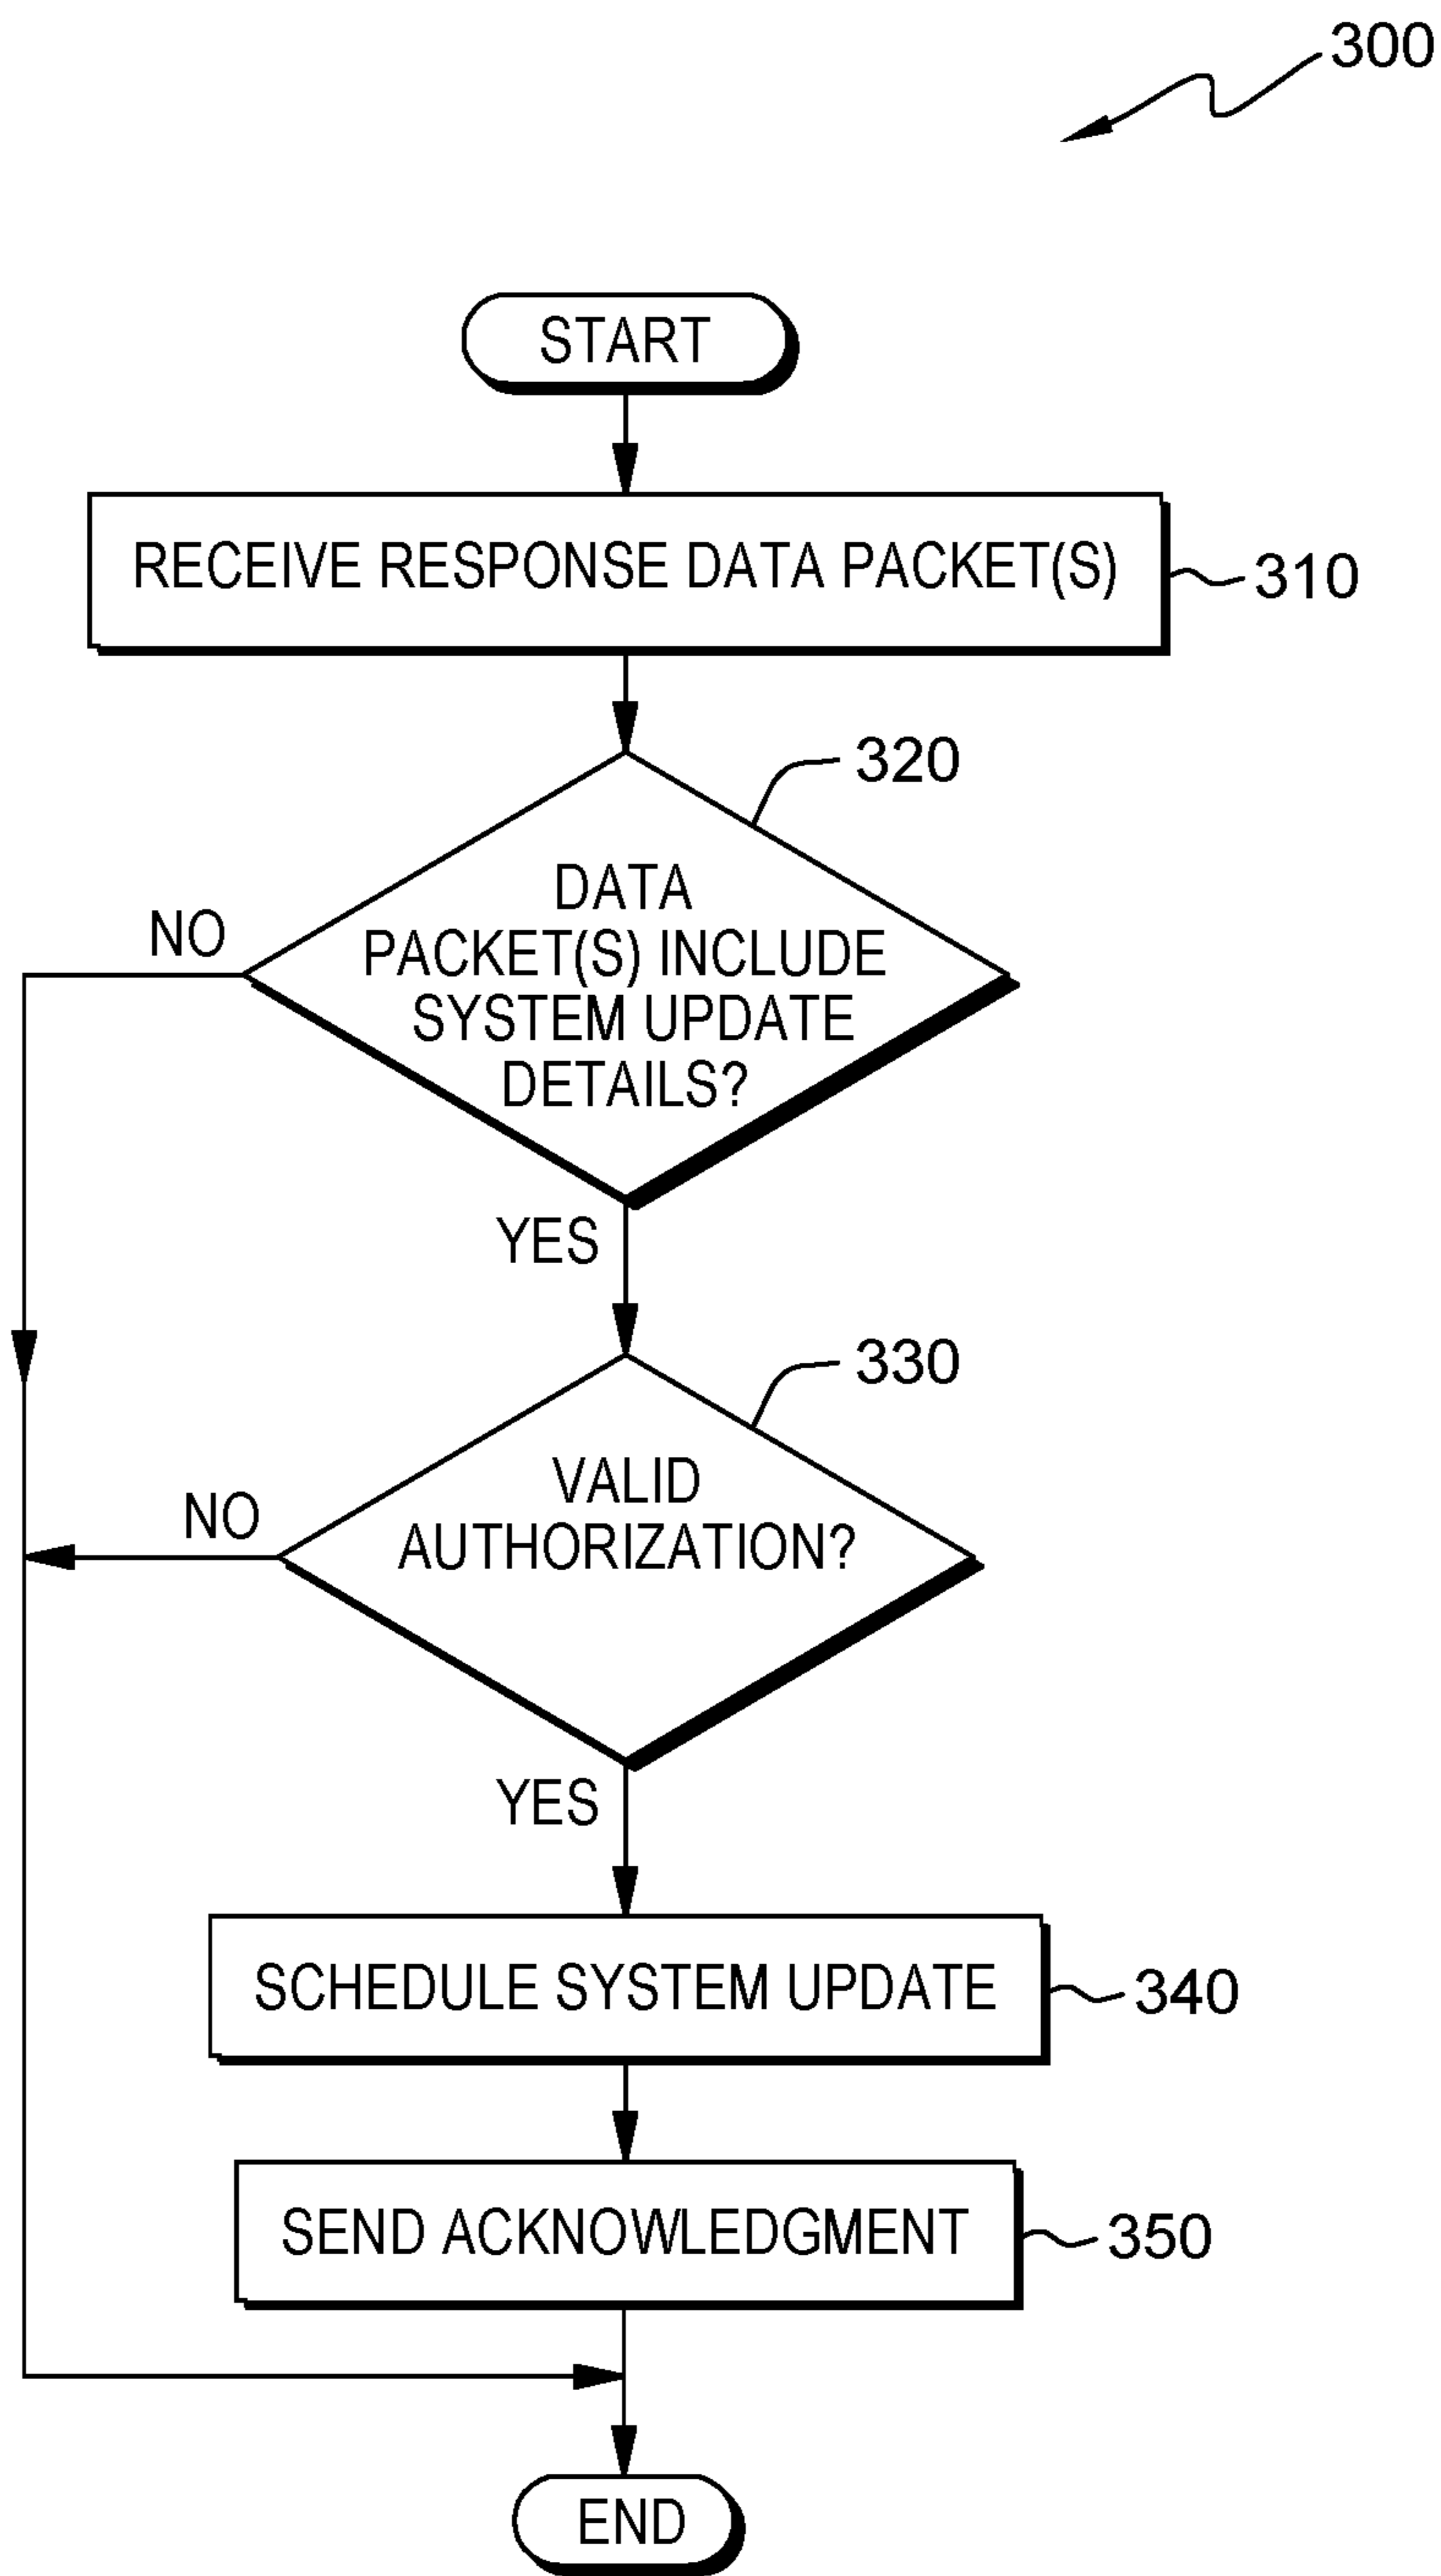 300
START
RECEIVE RESPONSE DATA PACKET(S)
310
320
DATA
PACKET(S) INCLUDE
SYSTEM UPDATE
DETAILS?
NO
YES
330
VALID
AUTHORIZATION?
NO
YES
SCHEDULE SYSTEM UPDATE
340
SEND ACKNOWLEDGMENT
350
END